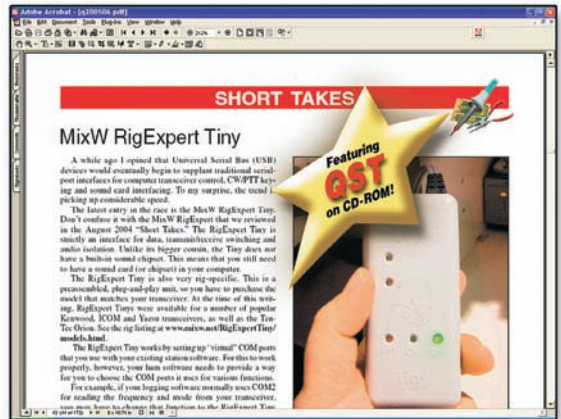 Adobe Acrobat - [q200506.pdf]
File Edit Document Tools Plug-Ins View Window Help
SHORT TAKES
Featuring
QST
on CD-ROM!
MixW RigExpert Tiny
A while ago I opined that Universal Serial Bus (USB)
devices would eventually begin to supplant traditional serial-
port interfaces for computer transceiver control, CW/PTT key-
ing and sound card interfacing. To my surprise, the trend i
picking up considerable speed.
The latest entry in the race is the MixW RigExpert Tiny.
Don't confuse it with the MixW RigExpert that we reviewed
in the August 2004 "Short Takes." The RigExpert Tiny is
strictly an interface for data, transmit/receive switching and
audio isolation. Unlike its bigger cousin, the Tiny does not
have a built-in sound chipset. This means that you still need
to have a sound card (or chipset) in your computer.
The RigExpert Tiny is also very rig-specific. This is a
preassembled, plug-and-play unit, so you have to purchase the
model that matches your transceiver. At the time of this writ-
ing, RigExpert Tinys were available for a number of popular
Kenwood, ICOM and Yaesu transceivers, as well as the Ten-
Tec Orion. See the rig listing at www.mixw.net/RigExpertTiny/
models.html.
The RigExpert Tiny works by setting up "virtual" COM ports
that you use with your existing station software. For this to work
properly, however, your ham software needs to provide a way
for you to choose the COM ports it uses for various functions.
For example, if your logging software normally uses COM2
for reading the frequency and mode from your transceiver,
you may have to change that function to the RigExpert Tiny